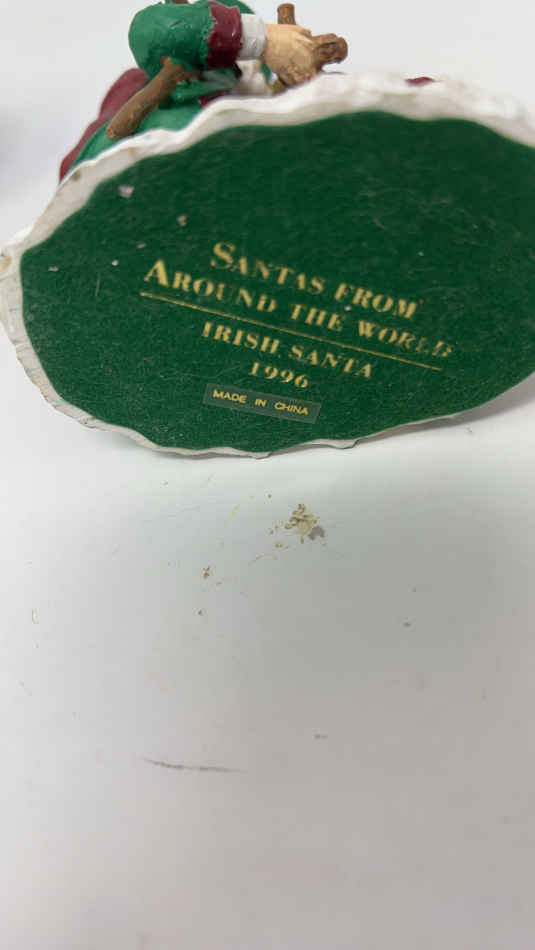 SANTAS FROM
AROUND THE WORLD
IRISH SANTA
1996
MADE IN CHINA